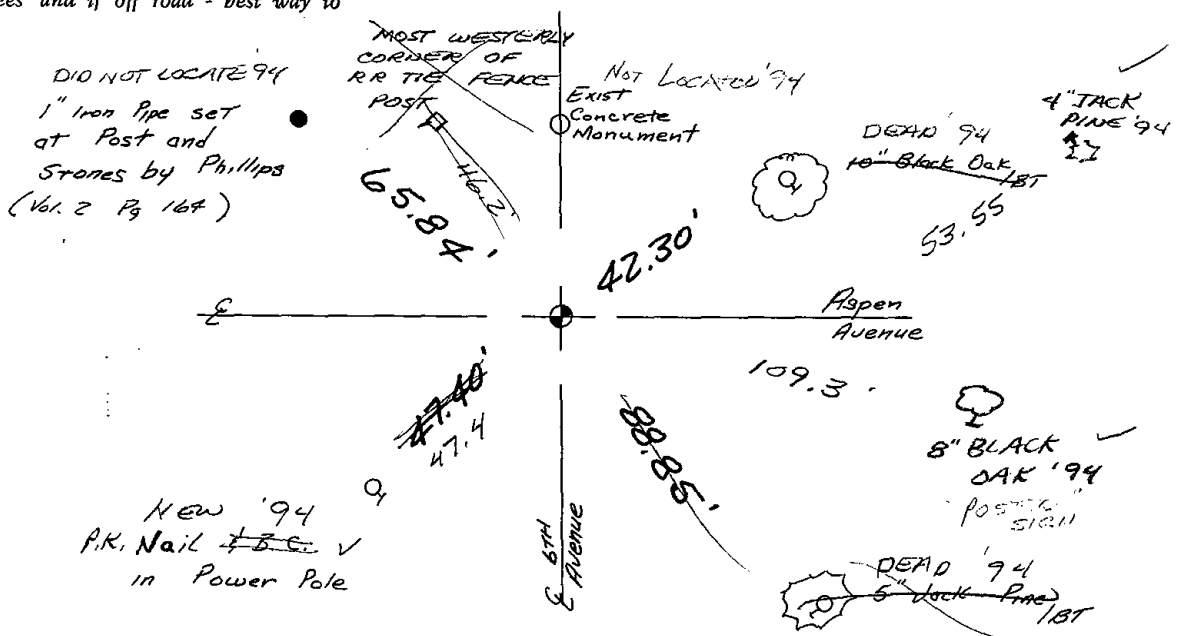 ees and if off road - best way to
MOST WESTERLY
CORNER OF
RR TIE FENCE
POST
46.2'
DID NOT LOCATE 94
1" Iron Pipe set
at Post and
Stones by Phillips
(Vol. 2 Pg 164)
65.84'
NOT LOCATED '94
Exist
Concrete
Monument
DEAD '94
10" Black Oak
/BT
4" JACK
PINE '94
53.55
42.30'
℄
Aspen
Avenue
109.3
47.40'
47.4
88.85'
8" BLACK
OAK '94
SIGN
NEW '94
P.K. Nail & B.C.
in Power Pole
℄ 6TH
Avenue
DEAD '94
5" Jack Pine
/BT